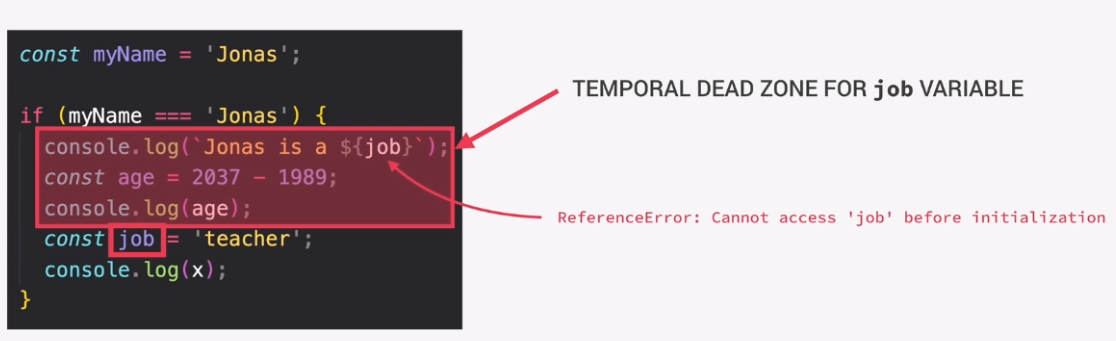 const myName = 'Jonas';
if (myName === 'Jonas') {
console.log(`Jonas is a ${job}`);
const age = 2037 - 1989;
console.log(age);
const job = 'teacher';
console.log(x);
}
TEMPORAL DEAD ZONE FOR job VARIABLE
ReferenceError: Cannot access 'job' before initialization